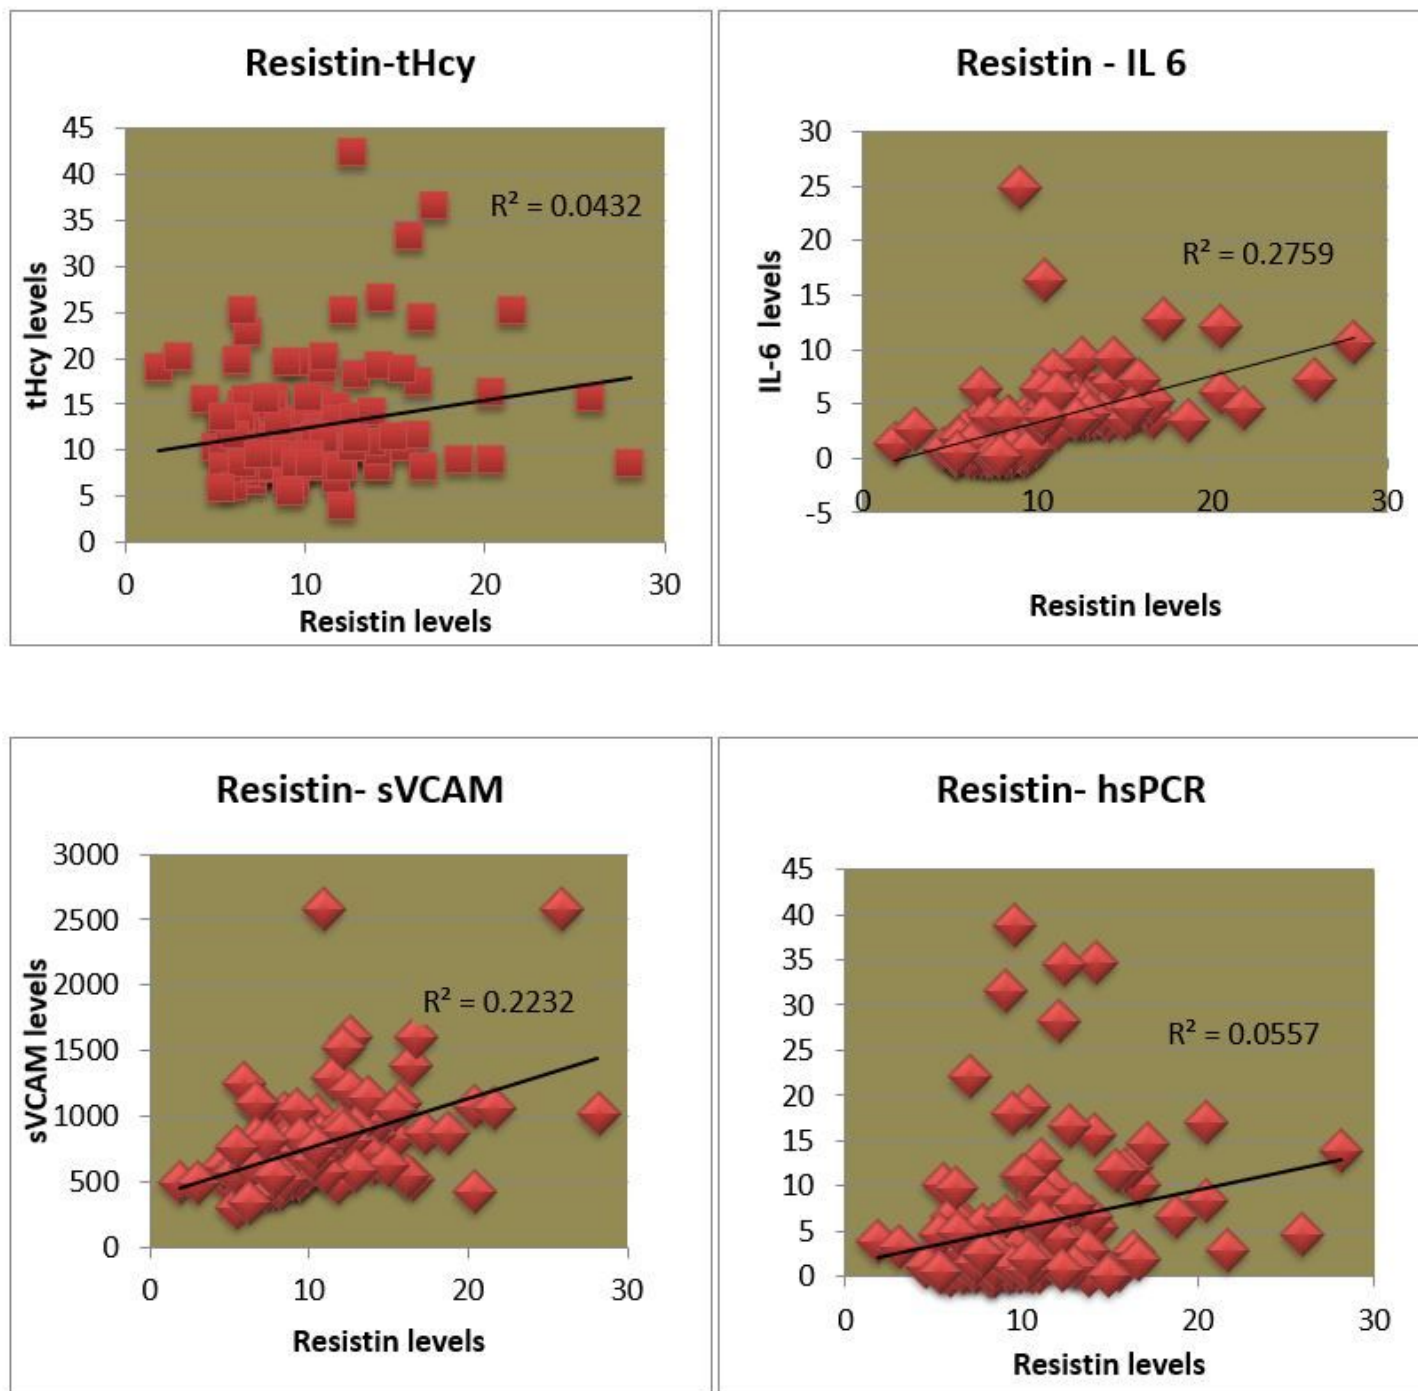 Resistin-tHcy
45
40
35
30
25
20
15
10
5
0
R² = 0.0432
tHcy levels
0 10 20 30
Resistin levels
Resistin - IL 6
30
25
20
15
10
5
0
-5
R² = 0.2759
IL-6 levels
0 10 20 30
Resistin levels
Resistin- sVCAM
3000
2500
2000
1500
1000
500
0
R² = 0.2232
sVCAM levels
0 10 20 30
Resistin levels
Resistin- hsPCR
45
40
35
30
25
20
15
10
5
0
R² = 0.0557
0 10 20 30
Resistin levels